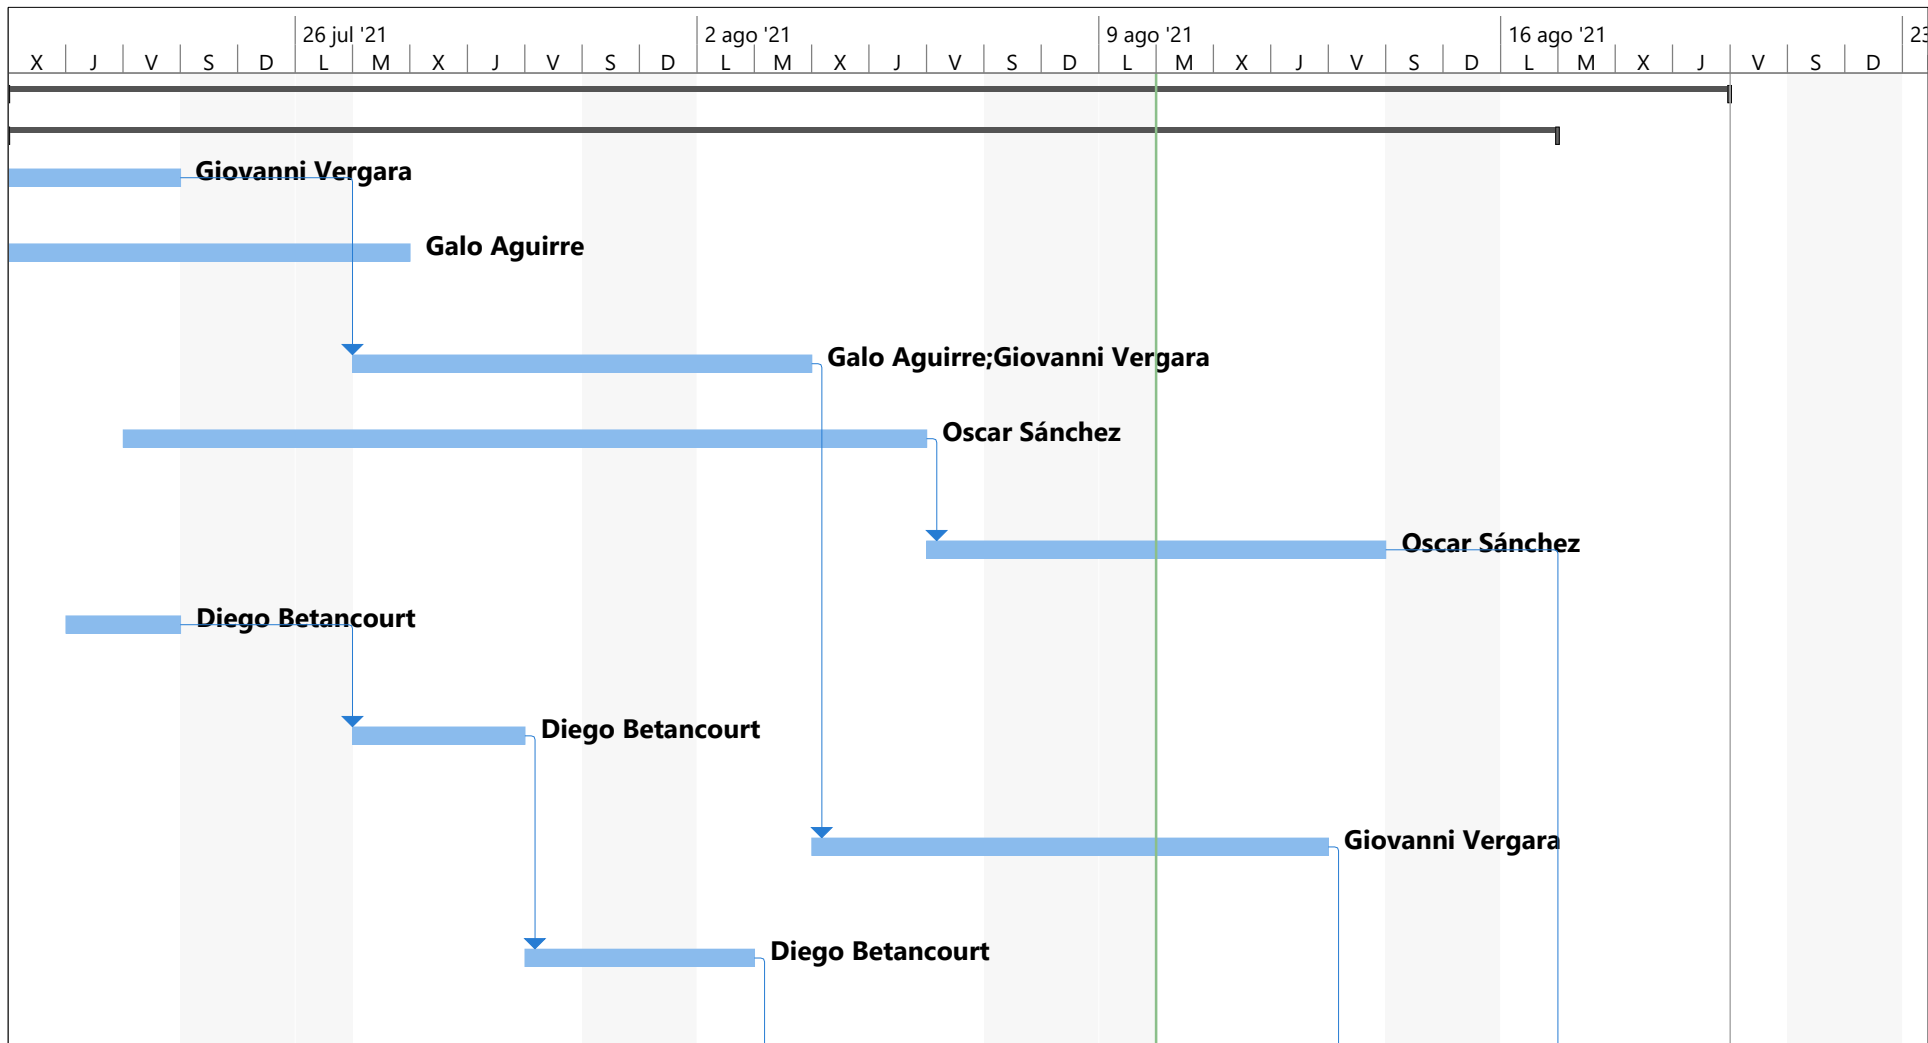 26 jul '21 2 ago '21 9 ago '21 16 ago '21 23
X J V S D L M X J V S D L M X J V S D L M X J V S D L M X J V S D
Giovanni Vergara
Galo Aguirre
Galo Aguirre;Giovanni Vergara
Oscar Sánchez
Oscar Sánchez
Diego Betancourt
Diego Betancourt
Giovanni Vergara
Diego Betancourt